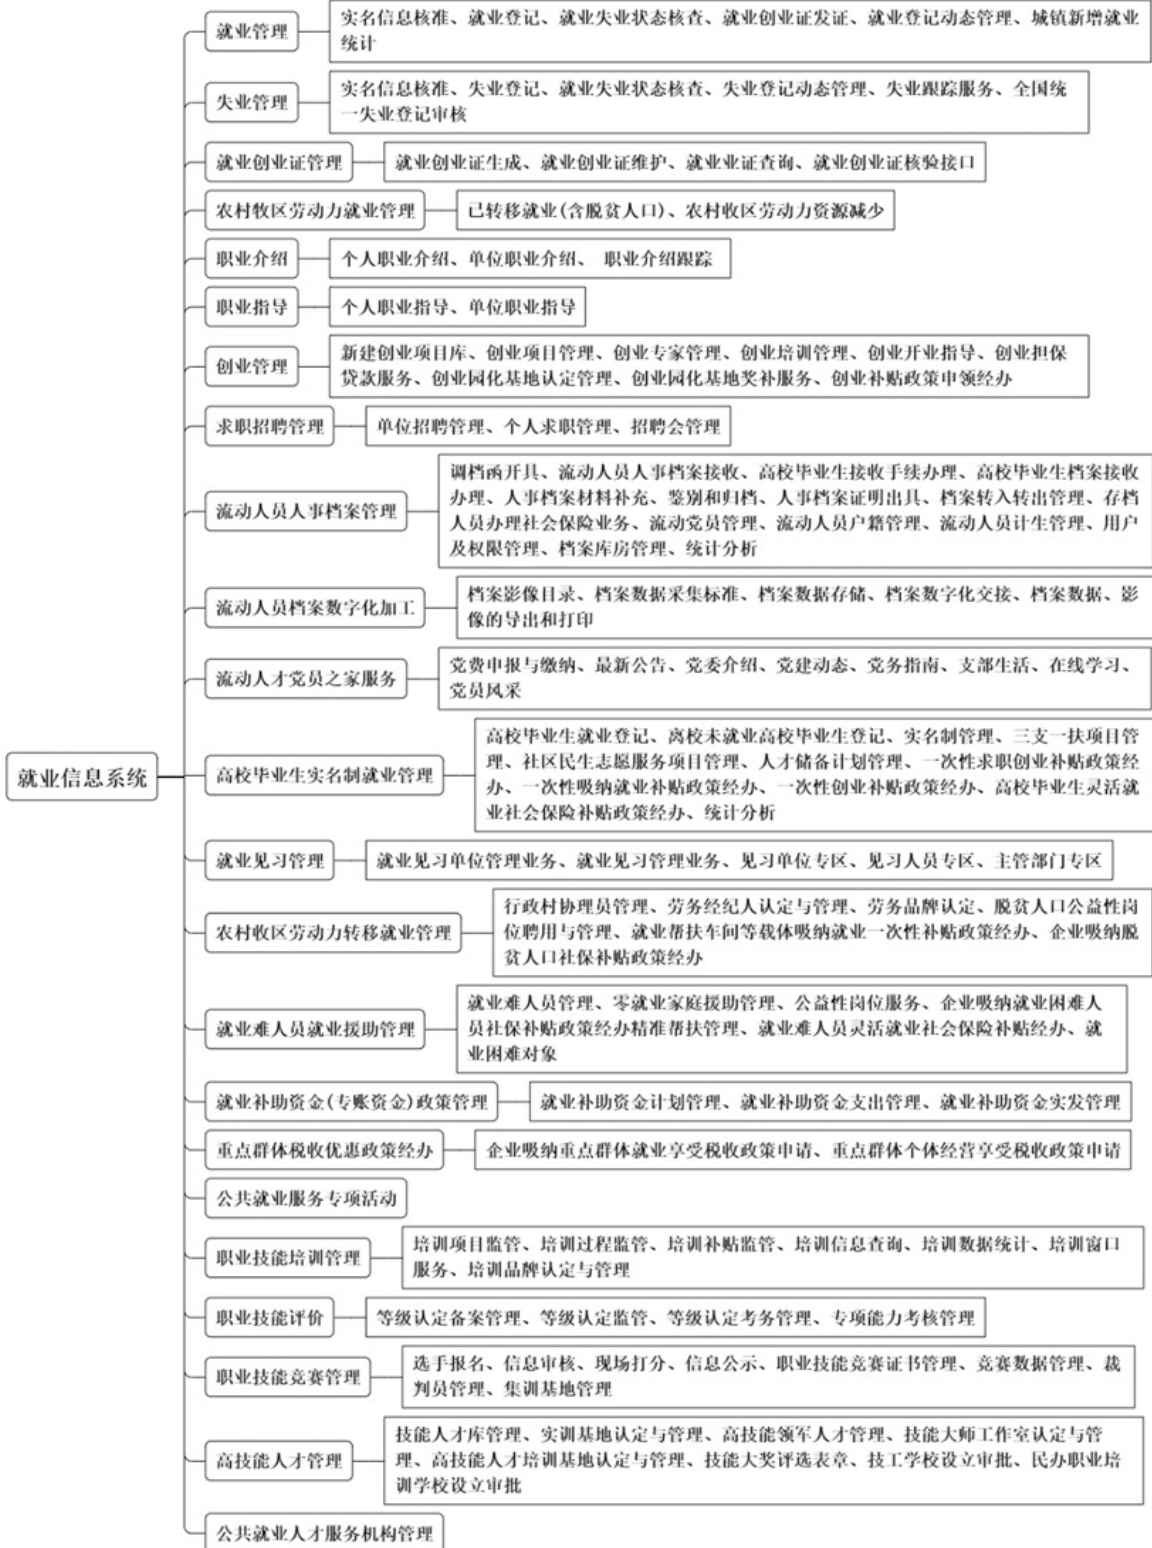 就业信息系统
就业管理
实名信息核准、就业登记、就业失业状态核查、就业创业证发证、就业登记动态管理、城镇新增就业
统计
失业管理
实名信息核准、失业登记、就业失业状态核查、失业登记动态管理、失业跟踪服务、全国统
一失业登记审核
就业创业证管理
就业创业证生成、就业创业证维护、就业业证查询、就业创业证核验接口
农村牧区劳动力就业管理
已转移就业(含脱贫人口)、农村收区劳动力资源减少
职业介绍
个人职业介绍、单位职业介绍、 职业介绍跟踪
职业指导
个人职业指导、单位职业指导
创业管理
新建创业项目库、创业项目管理、创业专家管理、创业培训管理、创业开业指导、创业担保
贷款服务、创业园化基地认定管理、创业园化基地奖补服务、创业补贴政策申领经办
求职招聘管理
单位招聘管理、个人求职管理、招聘会管理
流动人员人事档案管理
调档函开具、流动人员人事档案接收、高校毕业生接收手续办理、高校毕业生档案接收
办理、人事档案材料补充、鉴别和归档、人事档案证明出具、档案转入转出管理、存档
人员办理社会保险业务、流动党员管理、流动人员户籍管理、流动人员计生管理、用户
及权限管理、档案库房管理、统计分析
流动人员档案数字化加工
档案影像目录、档案数据采集标准、档案数据存储、档案数字化交接、档案数据、影
像的导出和打印
流动人才党员之家服务
党费申报与缴纳、最新公告、党委介绍、党建动态、党务指南、支部生活、在线学习、
党员风采
高校毕业生实名制就业管理
高校毕业生就业登记、离校未就业高校毕业生登记、实名制管理、三支一扶项目管
理、社区民生志愿服务项目管理、人才储备计划管理、一次性求职创业补贴政策经
办、一次性吸纳就业补贴政策经办、一次性创业补贴政策经办、高校毕业生灵活就
业社会保险补贴政策经办、统计分析
就业见习管理
就业见习单位管理业务、就业见习管理业务、见习单位专区、见习人员专区、主管部门专区
农村收区劳动力转移就业管理
行政村协理员管理、劳务经纪人认定与管理、劳务品牌认定、脱贫人口公益性岗
位聘用与管理、就业帮扶车间等载体吸纳就业一次性补贴政策经办、企业吸纳脱
贫人口社保补贴政策经办
就业难人员就业援助管理
就业难人员管理、零就业家庭援助管理、公益性岗位服务、企业吸纳就业困难人
员社保补贴政策经办精准帮扶管理、就业难人员灵活就业社会保险补贴经办、就
业困难对象
就业补助资金(专账资金)政策管理
就业补助资金计划管理、就业补助资金支出管理、就业补助资金实发管理
重点群体税收优惠政策经办
企业吸纳重点群体就业享受税收政策申请、重点群体个体经营享受税收政策申请
公共就业服务专项活动
职业技能培训管理
培训项目监管、培训过程监管、培训补贴监管、培训信息查询、培训数据统计、培训窗口
服务、培训品牌认定与管理
职业技能评价
等级认定备案管理、等级认定监管、等级认定考务管理、专项能力考核管理
职业技能竞赛管理
选手报名、信息审核、现场打分、信息公示、职业技能竞赛证书管理、竞赛数据管理、裁
判员管理、集训基地管理
高技能人才管理
技能人才库管理、实训基地认定与管理、高技能领军人才管理、技能大师工作室认定与管
理、高技能人才培训基地认定与管理、技能大奖评选表章、技工学校设立审批、民办职业培
训学校设立审批
公共就业人才服务机构管理